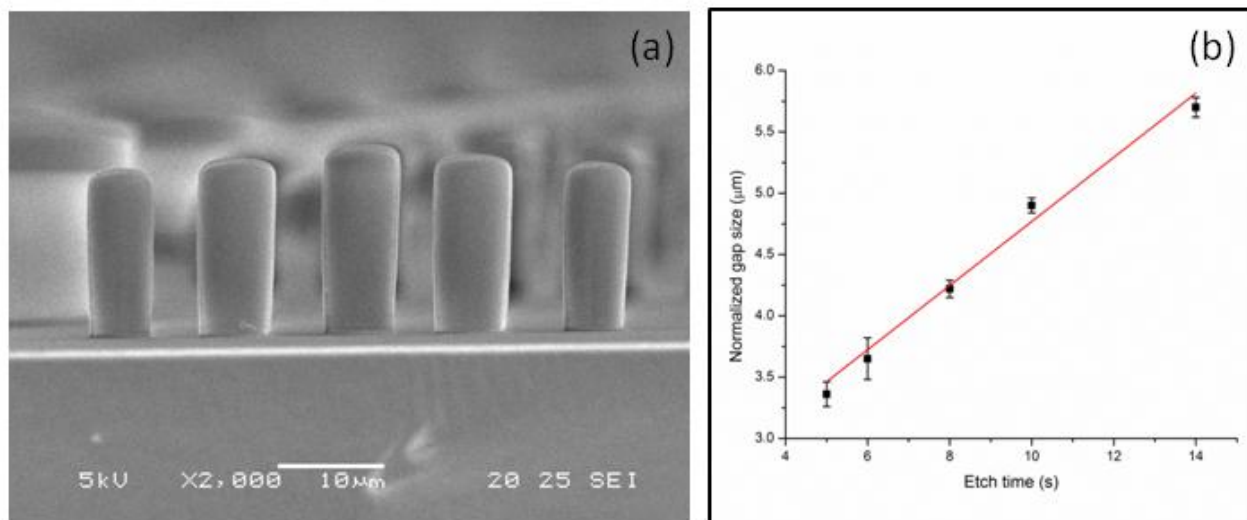 (a)
5kV X2,000 10μm 20 25 SEI
(b)
6.0
5.5
5.0
4.5
4.0
3.5
3.0
Normalized gap size (μm)
4 6 8 10 12 14
Etch time (s)